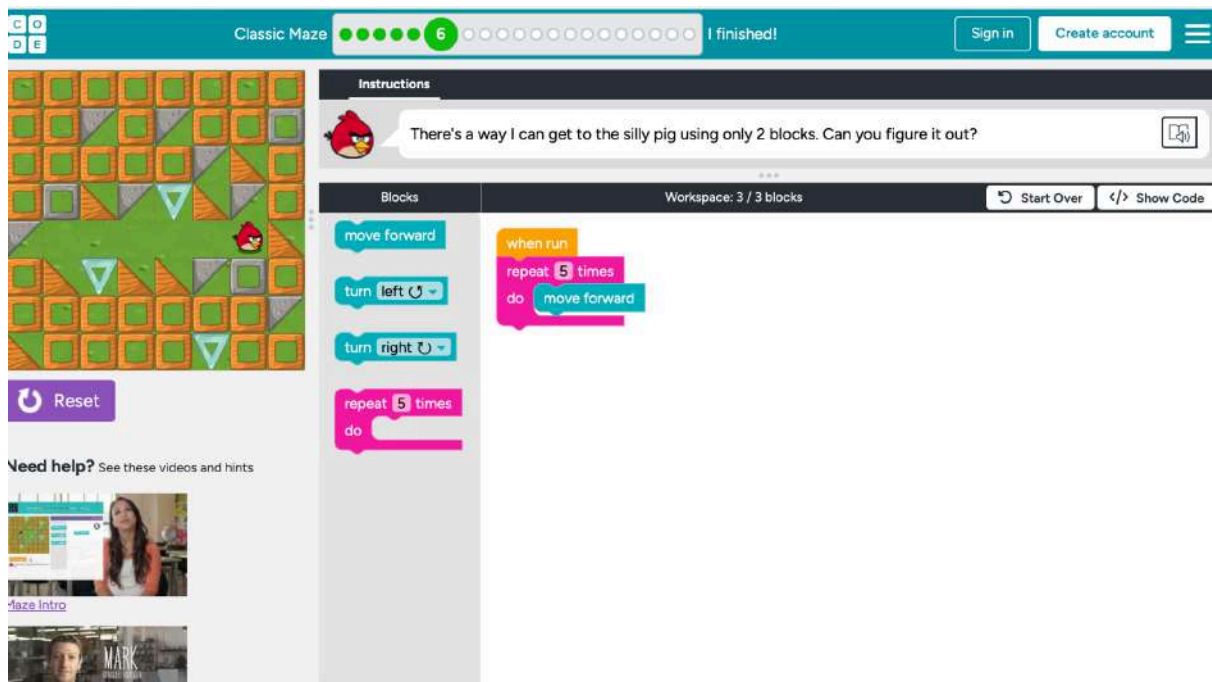 C O
D E
Classic Maze
6
I finished!
Sign in
Create account
Instructions
There's a way I can get to the silly pig using only 2 blocks. Can you figure it out?
Blocks
Workspace: 3 / 3 blocks
Start Over
</> Show Code
move forward
turn left
turn right
repeat 5 times
do
when run
repeat 5 times
do move forward
Reset
Need help? See these videos and hints
Maze Intro
MARK